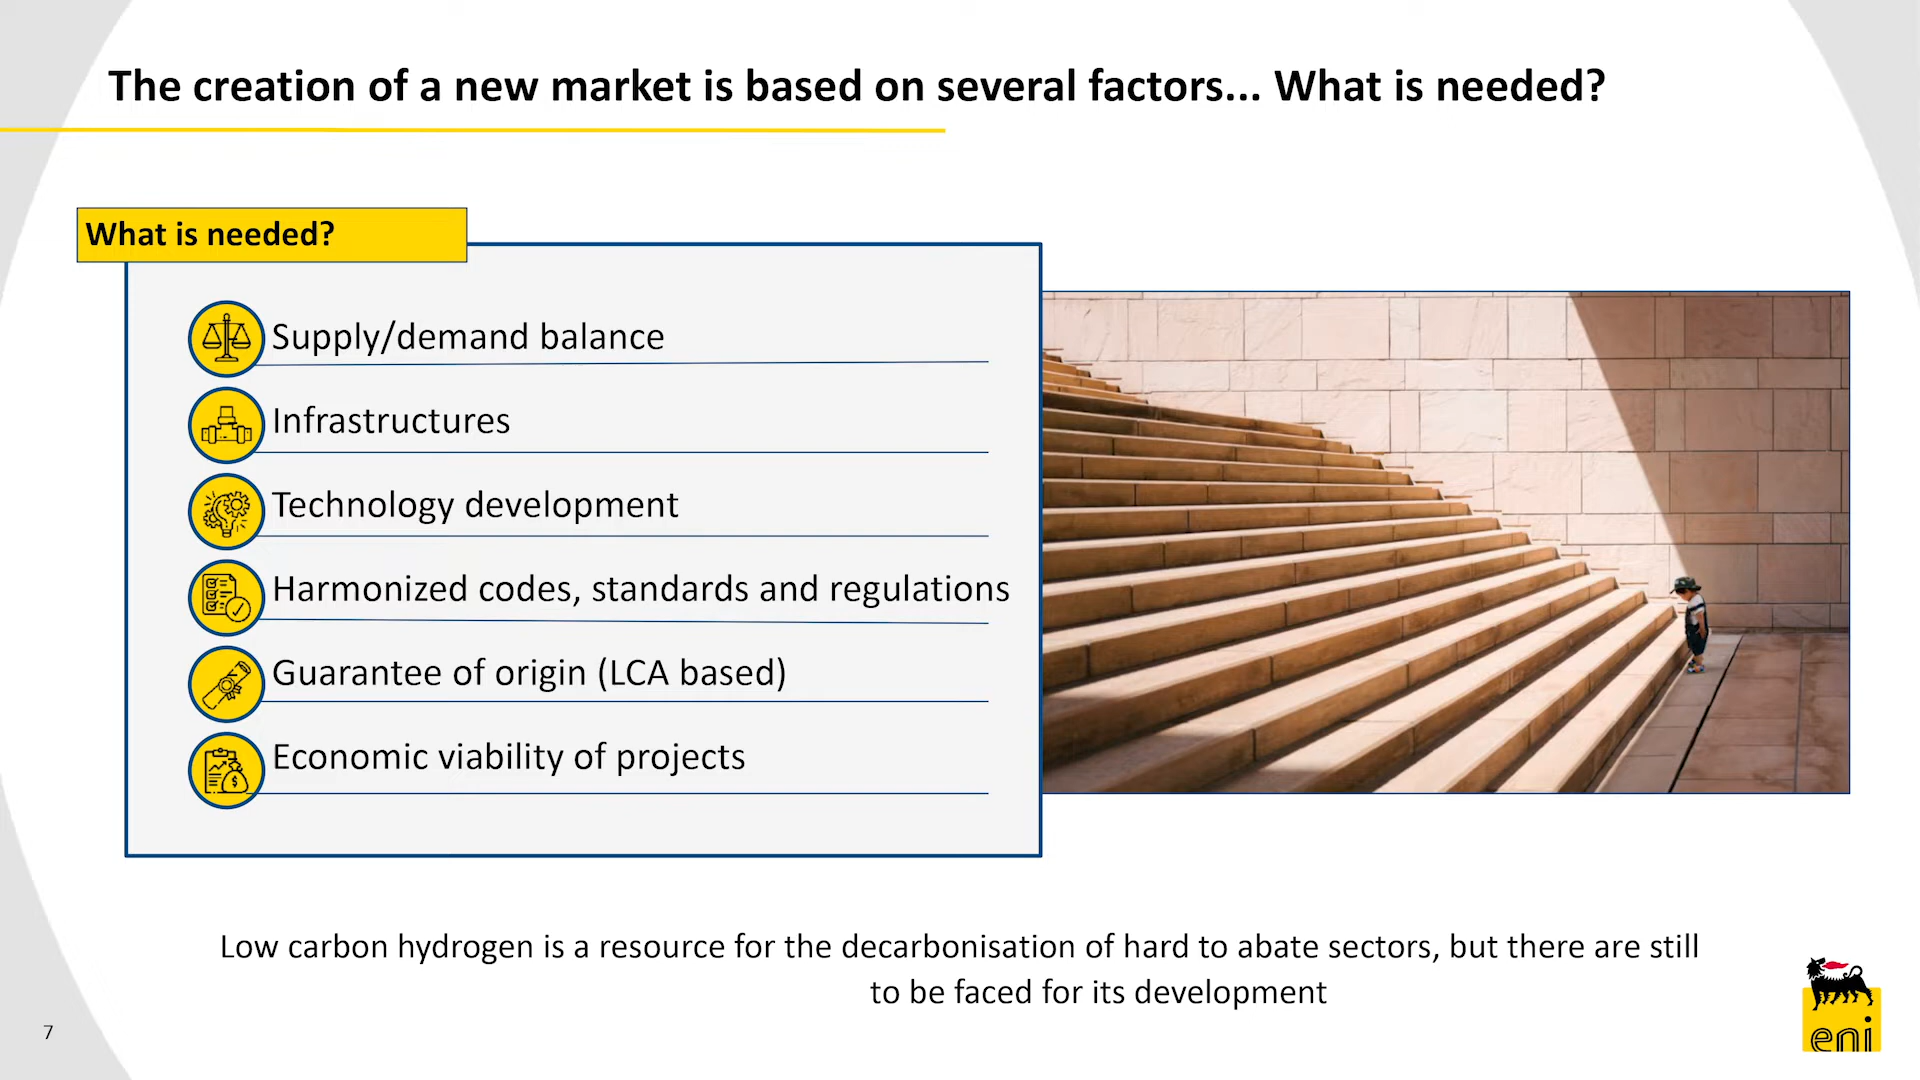 The creation of a new market is based on several factors... What is needed?
What is needed?
Supply/demand balance
Infrastructures
Technology development
Harmonized codes, standards and regulations
Guarantee of origin (LCA based)
Economic viability of projects
Low carbon hydrogen is a resource for the decarbonisation of hard to abate sectors, but there are still
to be faced for its development
7
eni